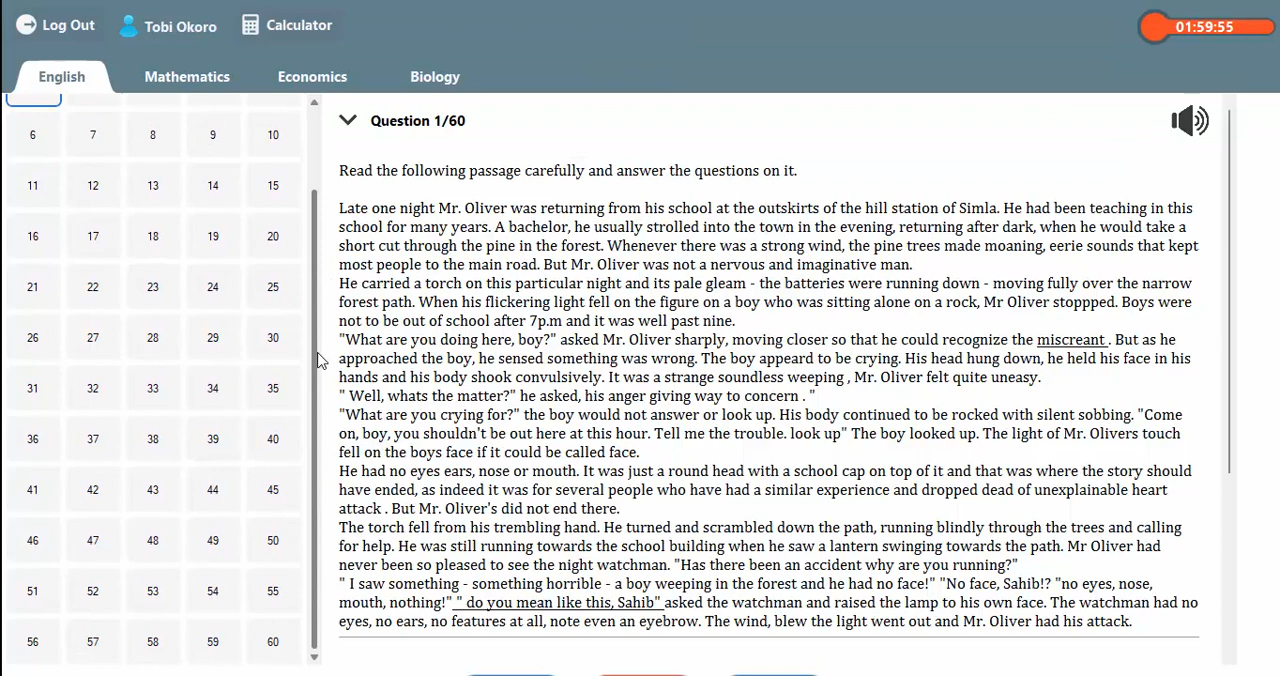 Log Out Tobi Okoro Calculator 01:59:55
English Mathematics Economics Biology
Question 1/60
6 7 8 9 10
11 12 13 14 15
16 17 18 19 20
21 22 23 24 25
26 27 28 29 30
31 32 33 34 35
36 37 38 39 40
41 42 43 44 45
46 47 48 49 50
51 52 53 54 55
56 57 58 59 60
Read the following passage carefully and answer the questions on it.
Late one night Mr. Oliver was returning from his school at the outskirts of the hill station of Simla. He had been teaching in this
school for many years. A bachelor, he usually strolled into the town in the evening, returning after dark, when he would take a
short cut through the pine in the forest. Whenever there was a strong wind, the pine trees made moaning, eerie sounds that kept
most people to the main road. But Mr. Oliver was not a nervous and imaginative man.
He carried a torch on this particular night and its pale gleam - the batteries were running down - moving fully over the narrow
forest path. When his flickering light fell on the figure on a boy who was sitting alone on a rock, Mr Oliver stoppped. Boys were
not to be out of school after 7p.m and it was well past nine.
"What are you doing here, boy?" asked Mr. Oliver sharply, moving closer so that he could recognize the miscreant . But as he
approached the boy, he sensed something was wrong. The boy appeard to be crying. His head hung down, he held his face in his
hands and his body shook convulsively. It was a strange soundless weeping , Mr. Oliver felt quite uneasy.
" Well, whats the matter?" he asked, his anger giving way to concern . "
"What are you crying for?" the boy would not answer or look up. His body continued to be rocked with silent sobbing. "Come
on, boy, you shouldn't be out here at this hour. Tell me the trouble. look up" The boy looked up. The light of Mr. Olivers touch
fell on the boys face if it could be called face.
He had no eyes ears, nose or mouth. It was just a round head with a school cap on top of it and that was where the story should
have ended, as indeed it was for several people who have had a similar experience and dropped dead of unexplainable heart
attack . But Mr. Oliver's did not end there.
The torch fell from his trembling hand. He turned and scrambled down the path, running blindly through the trees and calling
for help. He was still running towards the school building when he saw a lantern swinging towards the path. Mr Oliver had
never been so pleased to see the night watchman. "Has there been an accident why are you running?"
" I saw something - something horrible - a boy weeping in the forest and he had no face!" "No face, Sahib!? "no eyes, nose,
mouth, nothing!" " do you mean like this, Sahib" asked the watchman and raised the lamp to his own face. The watchman had no
eyes, no ears, no features at all, note even an eyebrow. The wind, blew the light went out and Mr. Oliver had his attack.